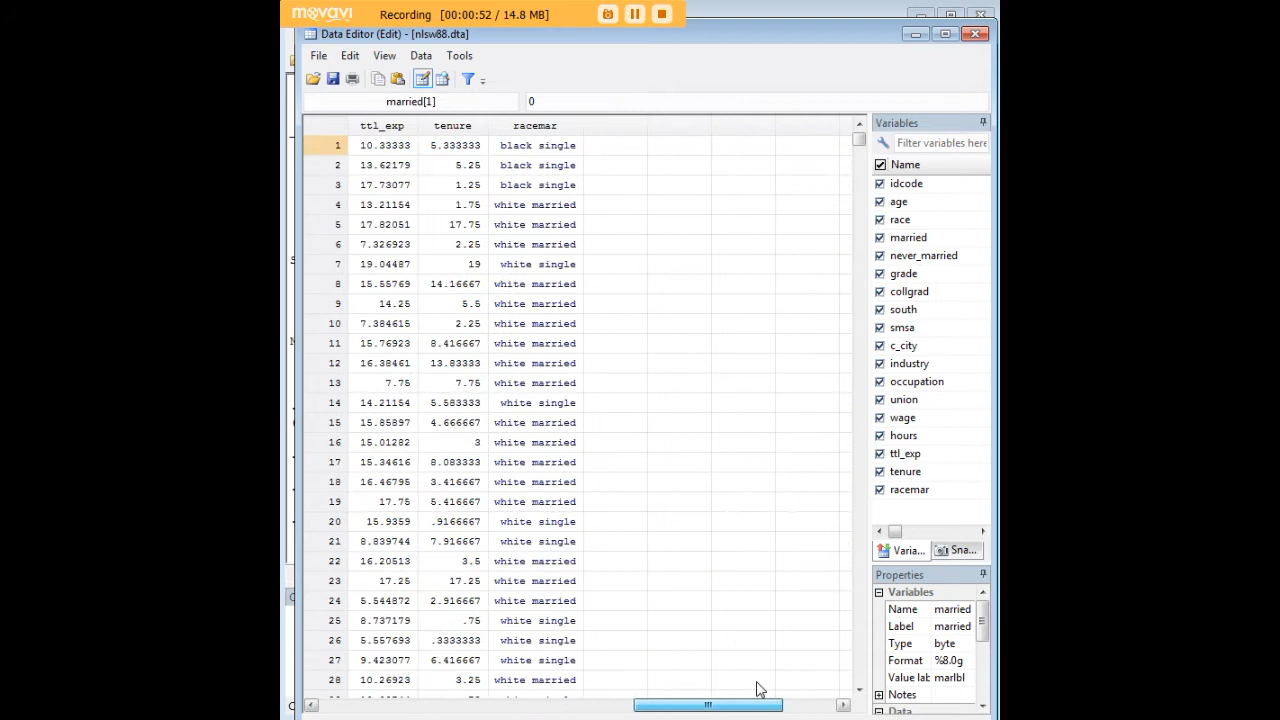 movavi Recording [00:00:52 / 14.8 MB]
Data Editor (Edit) - [nlsw88.dta]
File Edit View Data Tools
married[1] 0
ttl_exp tenure racemar
1 10.33333 5.333333 black single
2 13.62179 5.25 black single
3 17.73077 1.25 black single
4 13.21154 1.75 white married
5 17.82051 17.75 white married
6 7.326923 2.25 white married
7 19.04487 19 white single
8 15.55769 14.16667 white married
9 14.25 5.5 white married
10 7.384615 2.25 white married
11 15.76923 8.416667 white married
12 16.38461 13.83333 white married
13 7.75 7.75 white married
14 14.21154 5.583333 white single
15 15.85897 4.666667 white married
16 15.01282 3 white married
17 15.34616 8.083333 white married
18 16.46795 3.416667 white married
19 17.75 5.416667 white married
20 15.9359 .9166667 white single
21 8.839744 7.916667 white single
22 16.20513 3.5 white married
23 17.25 17.25 white married
24 5.544872 2.916667 white married
25 8.737179 .75 white single
26 5.557693 .3333333 white single
27 9.423077 6.416667 white single
28 10.26923 3.25 white married
Variables
Filter variables here
Name
idcode
age
race
married
never_married
grade
collgrad
south
smsa
c_city
industry
occupation
union
wage
hours
ttl_exp
tenure
racemar
Varia... Sna...
Properties
Variables
Name married
Label married
Type byte
Format %8.0g
Value lab marlbl
Notes
Data